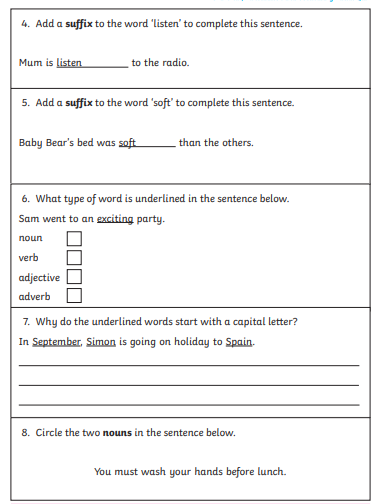 4. Add a suffix to the word ‘listen’ to complete this sentence.
Mum is listen________ to the radio.
5. Add a suffix to the word ‘soft’ to complete this sentence.
Baby Bear’s bed was soft_______ than the others.
6. What type of word is underlined in the sentence below.
Sam went to an exciting party.
noun
verb
adjective
adverb
7. Why do the underlined words start with a capital letter?
In September, Simon is going on holiday to Spain.
8. Circle the two nouns in the sentence below.
You must wash your hands before lunch.